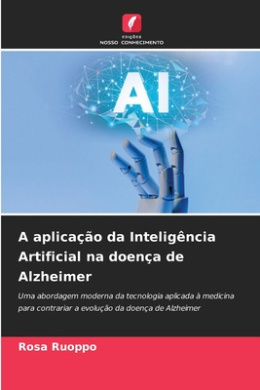 edições
NOSSO CONHECIMENTO
AI
A aplicação da Inteligência
Artificial na doença de
Alzheimer
Uma abordagem moderna da tecnologia aplicada à medicina
para contrariar a evolução da doença de Alzheimer
Rosa Ruoppo